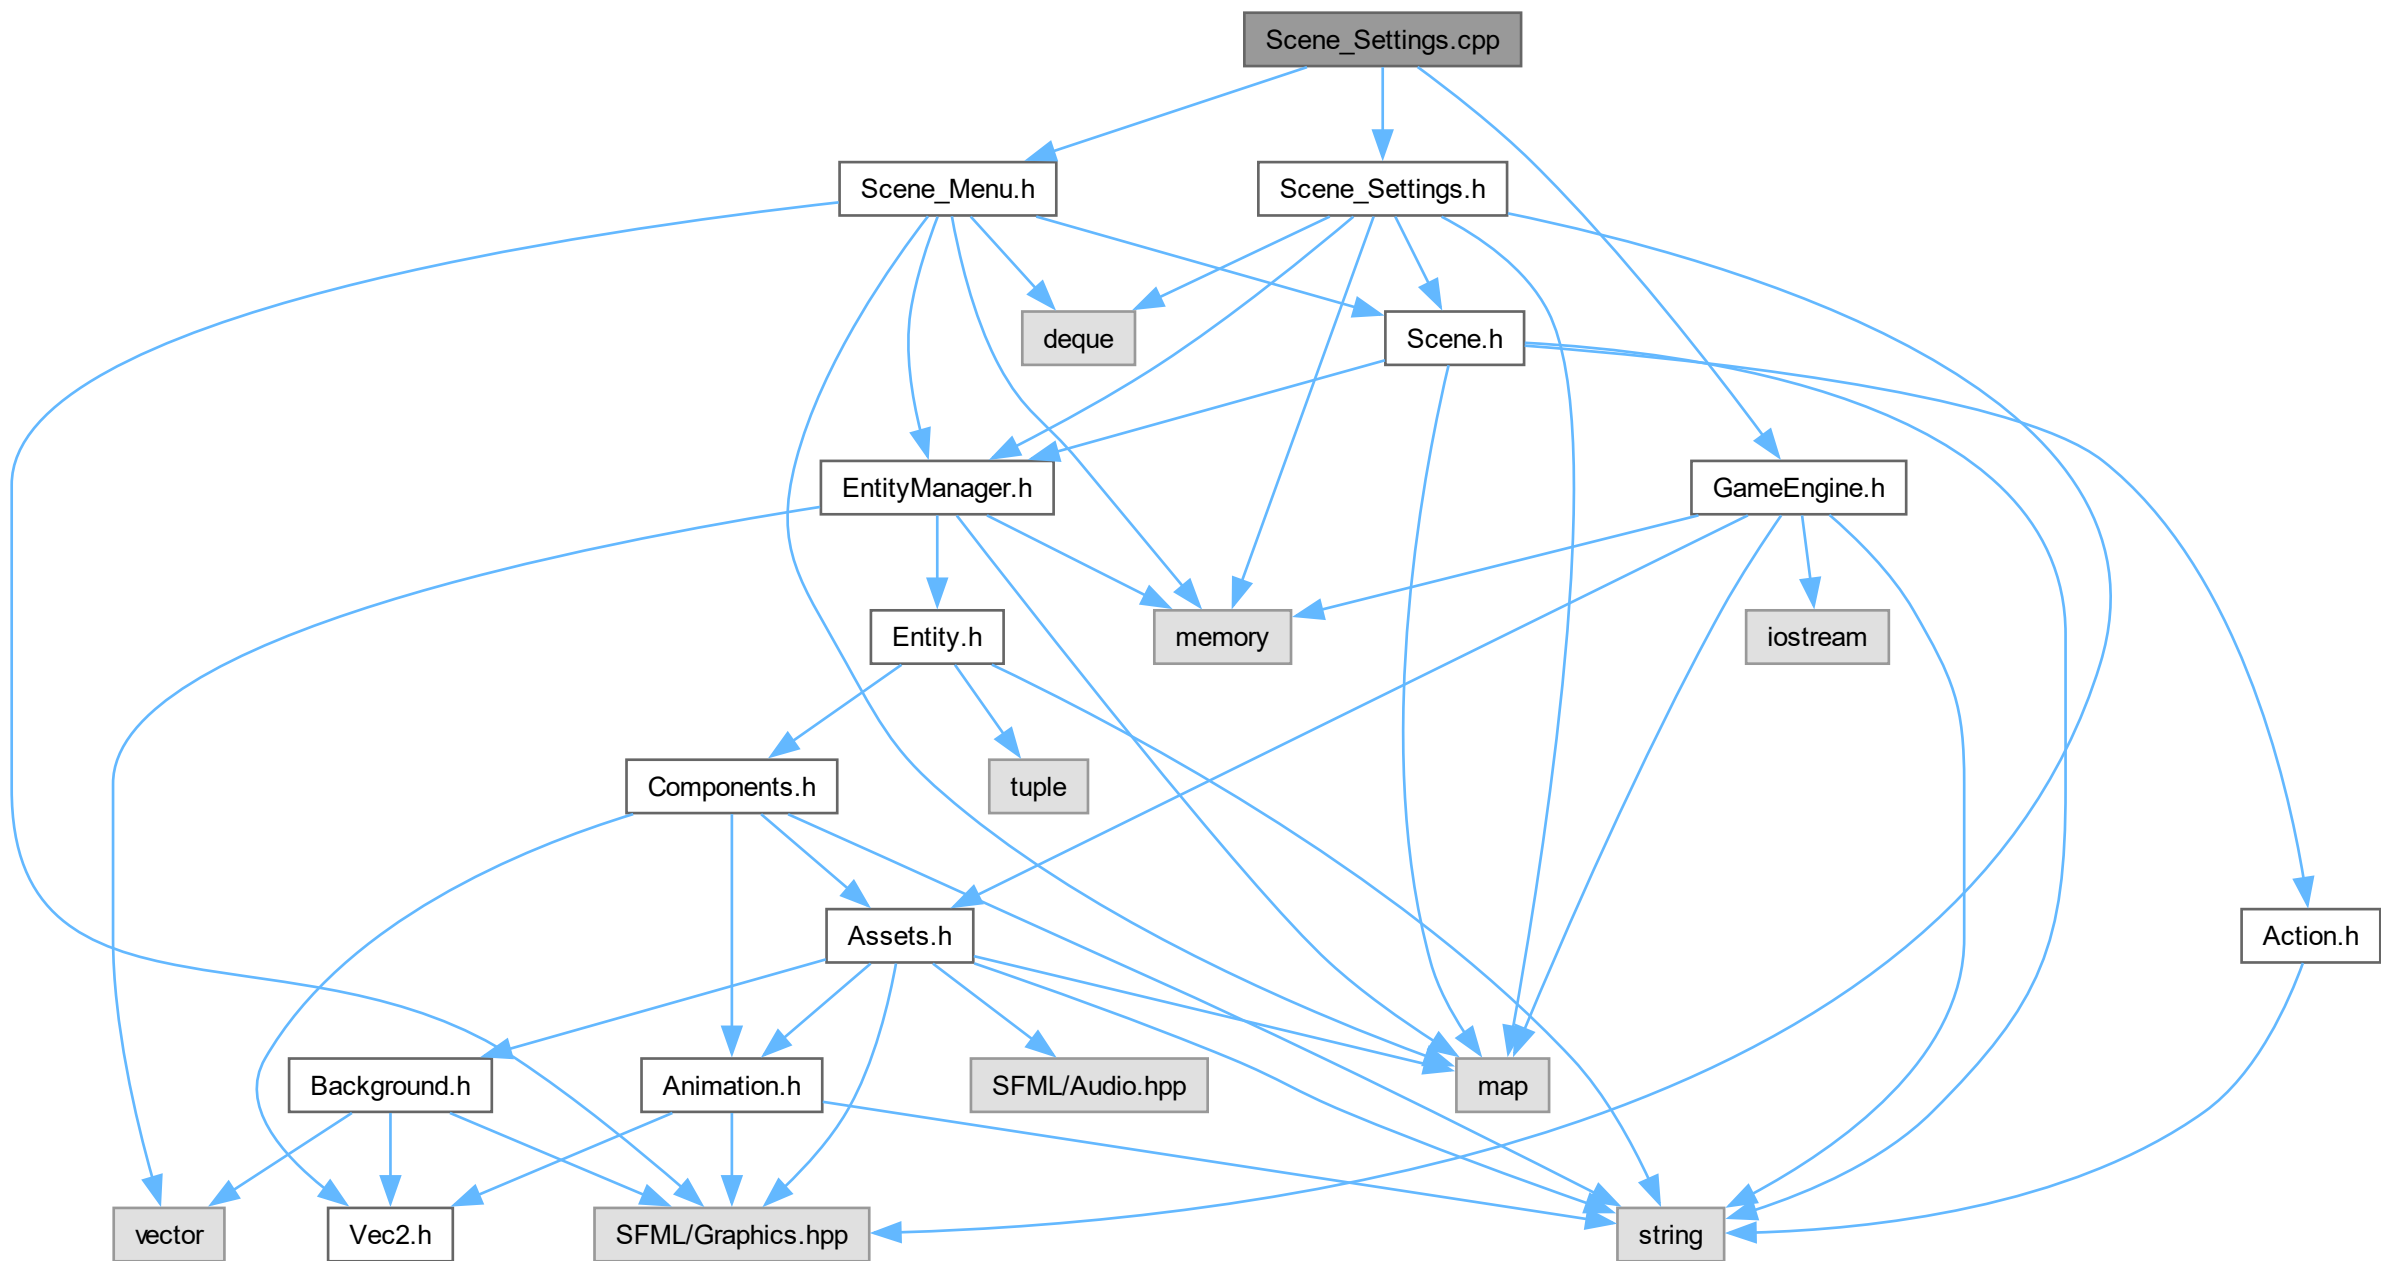 Scene_Settings.cpp
Scene_Menu.h
Scene_Settings.h
deque
Scene.h
EntityManager.h
GameEngine.h
Entity.h
memory
iostream
Components.h
tuple
Assets.h
Action.h
Background.h
Animation.h
SFML/Audio.hpp
map
vector
Vec2.h
SFML/Graphics.hpp
string